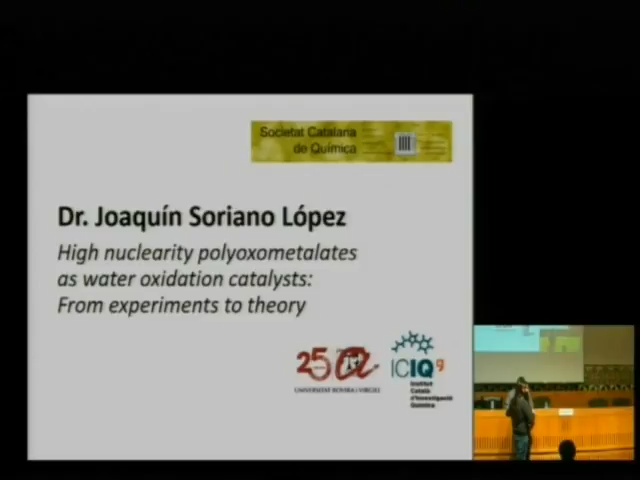 Societat Catalana
de Química
Dr. Joaquín Soriano López
High nuclearity polyoxometalates
as water oxidation catalysts:
From experiments to theory
25
UNIVERSITAT ROVIRA I VIRGILI
ICIQ9
Institut
Català
d'Investigació
Química